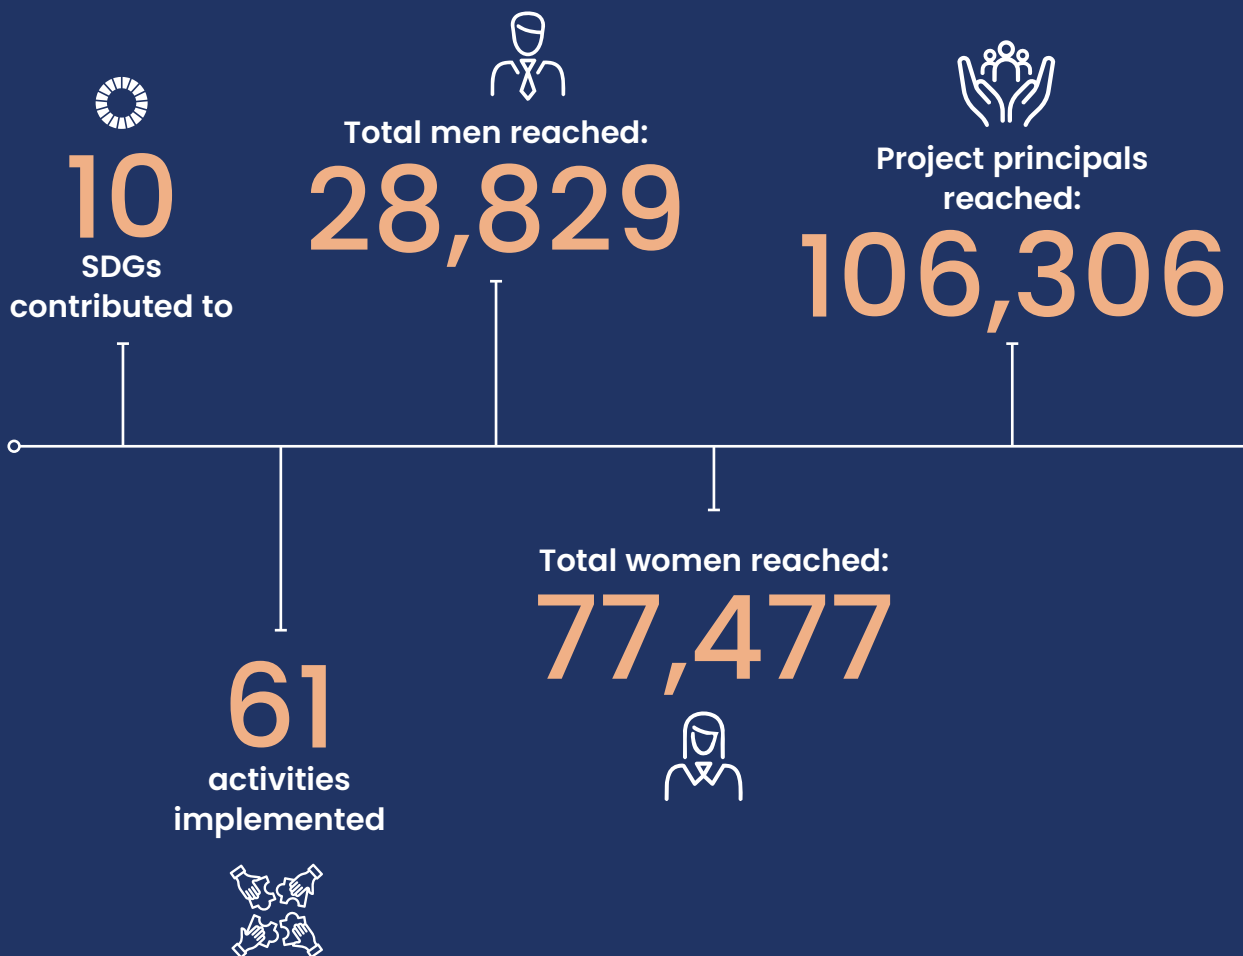 10
SDGs
contributed to
Total men reached:
28,829
Project principals
reached:
106,306
61
activities
implemented
Total women reached:
77,477